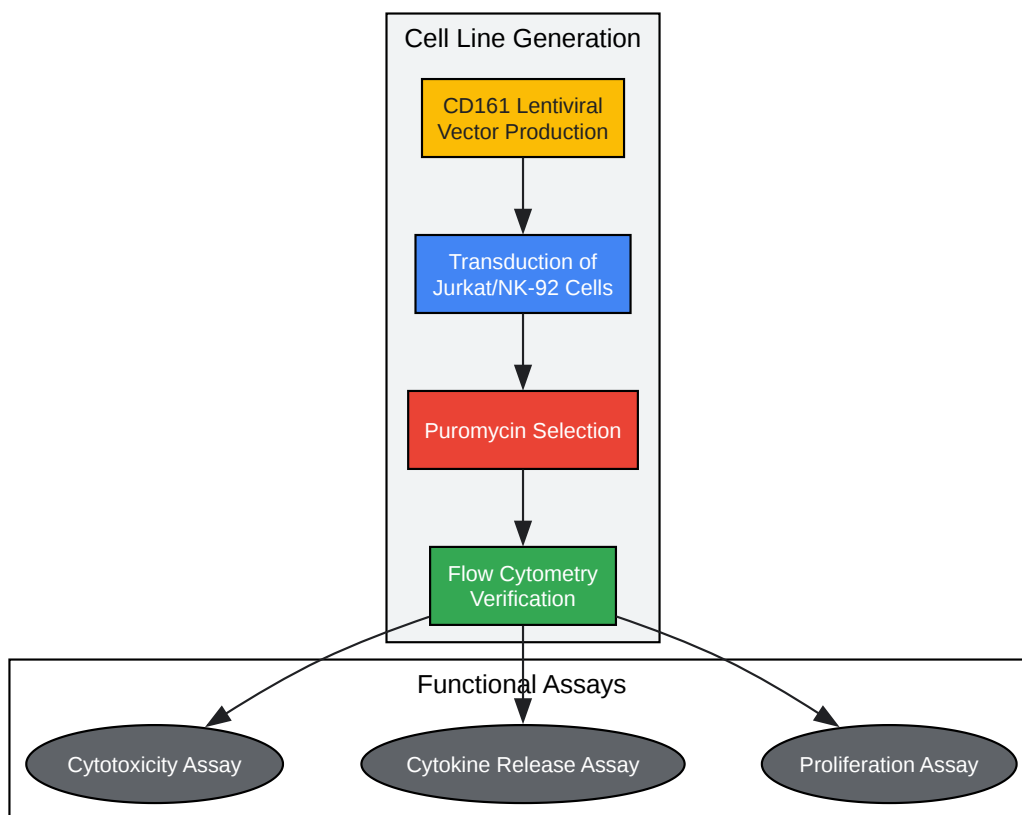 Cell Line Generation
CD161 Lentiviral
Vector Production
Transduction of
Jurkat/NK-92 Cells
Puromycin Selection
Flow Cytometry
Verification
Functional Assays
Cytotoxicity Assay
Cytokine Release Assay
Proliferation Assay